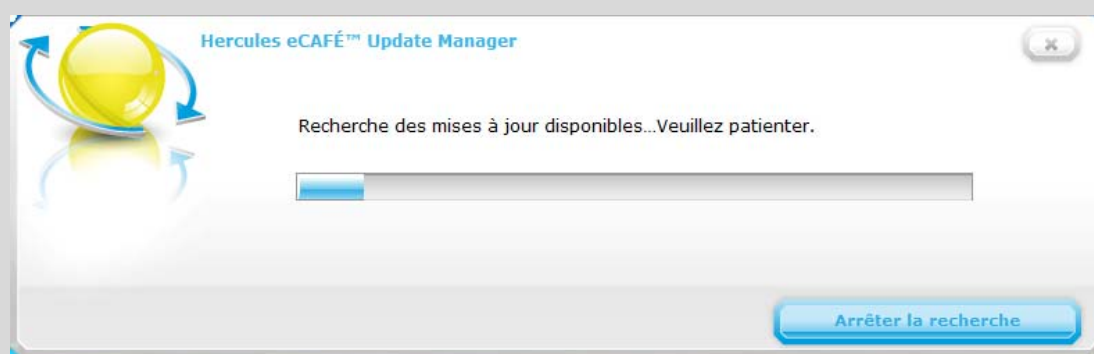 Hercules eCAFÉ™ Update Manager
Recherche des mises à jour disponibles...Veuillez patienter.
Arrêter la recherche